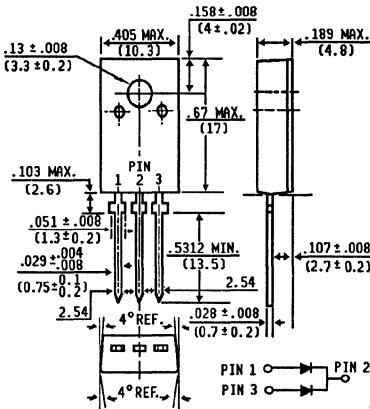 .158±.008
(4±.02)
.405 MAX.
(10.3)
.189 MAX.
(4.8)
.13±.008
(3.3±0.2)
.67 MAX.
(17)
PIN
1 2 3
.103 MAX.
(2.6)
.051±.008
(1.3±0.2)
.5312 MIN.
(13.5)
.107±.008
(2.7±0.2)
.029+.004-.008
(0.75±0.1/0.2)
2.54
2.54
.028±.008
(0.7±0.2)
4° REF.
4° REF.
PIN 1
PIN 2
PIN 3